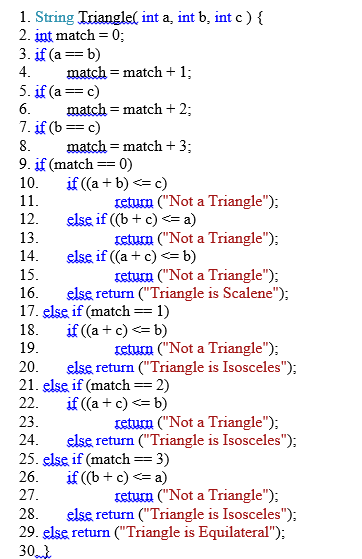 1. String Triangle( int a, int b, int c ) {
2. int match = 0;
3. if (a == b)
4. match = match + 1;
5. if (a == c)
6. match = match + 2;
7. if (b == c)
8. match = match + 3;
9. if (match == 0)
10. if ((a + b) <= c)
11. return ("Not a Triangle");
12. else if ((b + c) <= a)
13. return ("Not a Triangle");
14. else if ((a + c) <= b)
15. return ("Not a Triangle");
16. else return ("Triangle is Scalene");
17. else if (match == 1)
18. if ((a + c) <= b)
19. return ("Not a Triangle");
20. else return ("Triangle is Isosceles");
21. else if (match == 2)
22. if ((a + c) <= b)
23. return ("Not a Triangle");
24. else return ("Triangle is Isosceles");
25. else if (match == 3)
26. if ((b + c) <= a)
27. return ("Not a Triangle");
28. else return ("Triangle is Isosceles");
29. else return ("Triangle is Equilateral");
30. }